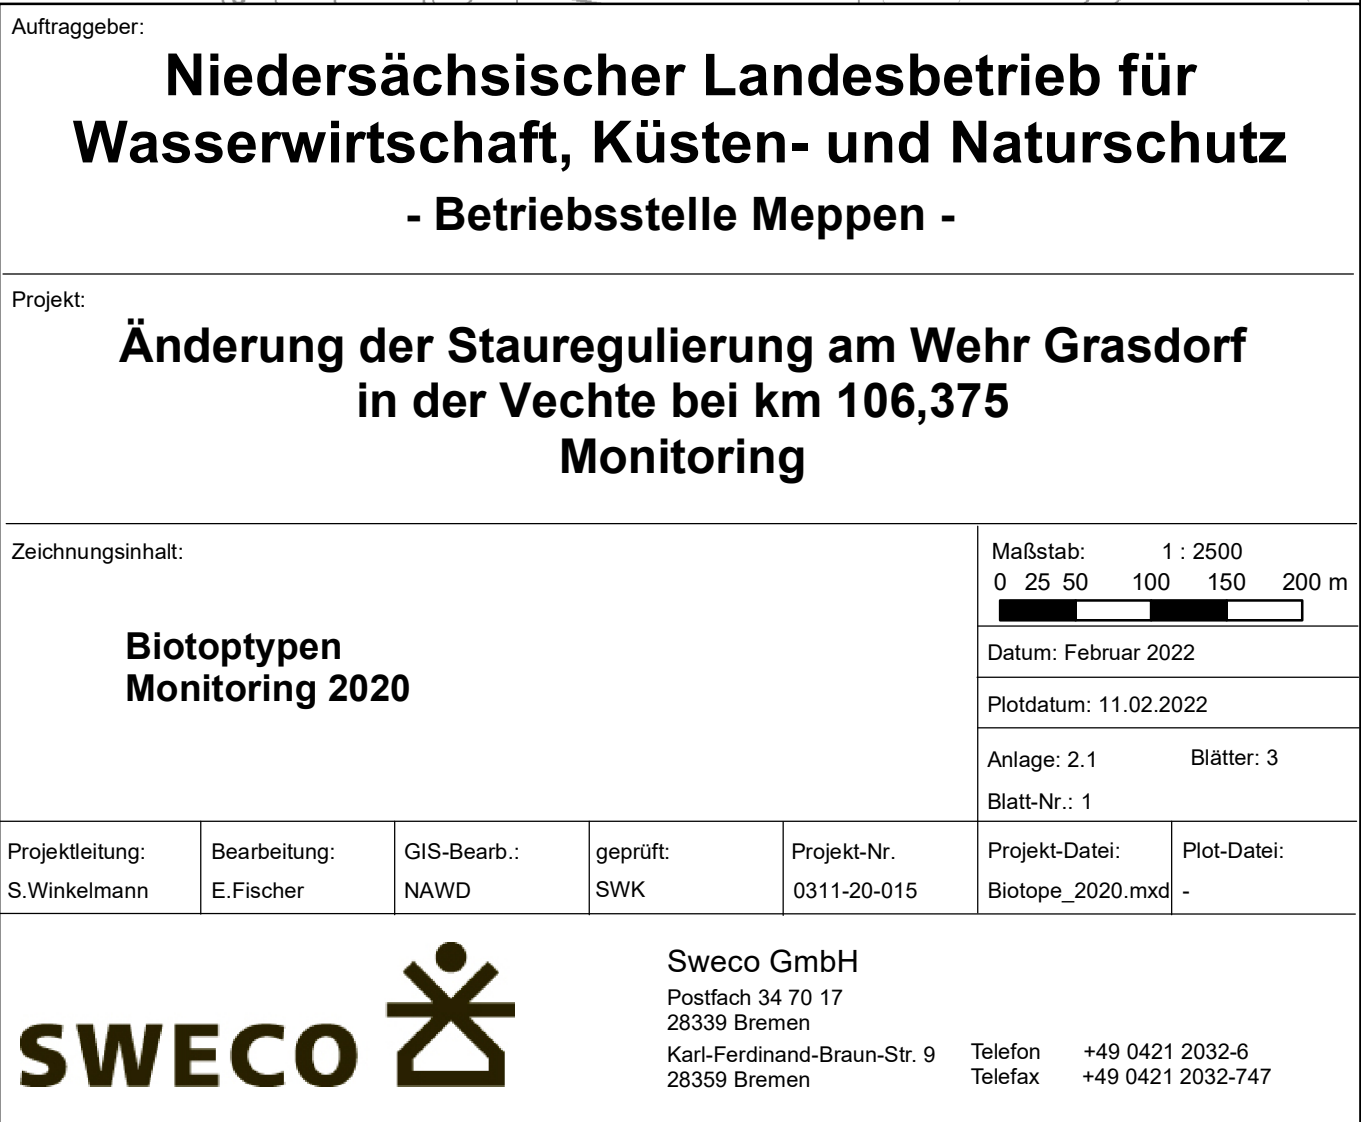 Auftraggeber:
Niedersächsischer Landesbetrieb für
Wasserwirtschaft, Küsten- und Naturschutz
- Betriebsstelle Meppen -
Projekt:
Änderung der Stauregulierung am Wehr Grasdorf
in der Vechte bei km 106,375
Monitoring
Zeichnungsinhalt:
Biotoptypen
Monitoring 2020
Maßstab: 1 : 2500
0 25 50 100 150 200 m
Datum: Februar 2022
Plotdatum: 11.02.2022
Anlage: 2.1 Blätter: 3
Blatt-Nr.: 1
Projektleitung:
S.Winkelmann
Bearbeitung:
E.Fischer
GIS-Bearb.:
NAWD
geprüft:
SWK
Projekt-Nr.
0311-20-015
Projekt-Datei:
Biotope_2020.mxd
Plot-Datei:
-
SWECO
Sweco GmbH
Postfach 34 70 17
28339 Bremen
Karl-Ferdinand-Braun-Str. 9
28359 Bremen
Telefon +49 0421 2032-6
Telefax +49 0421 2032-747